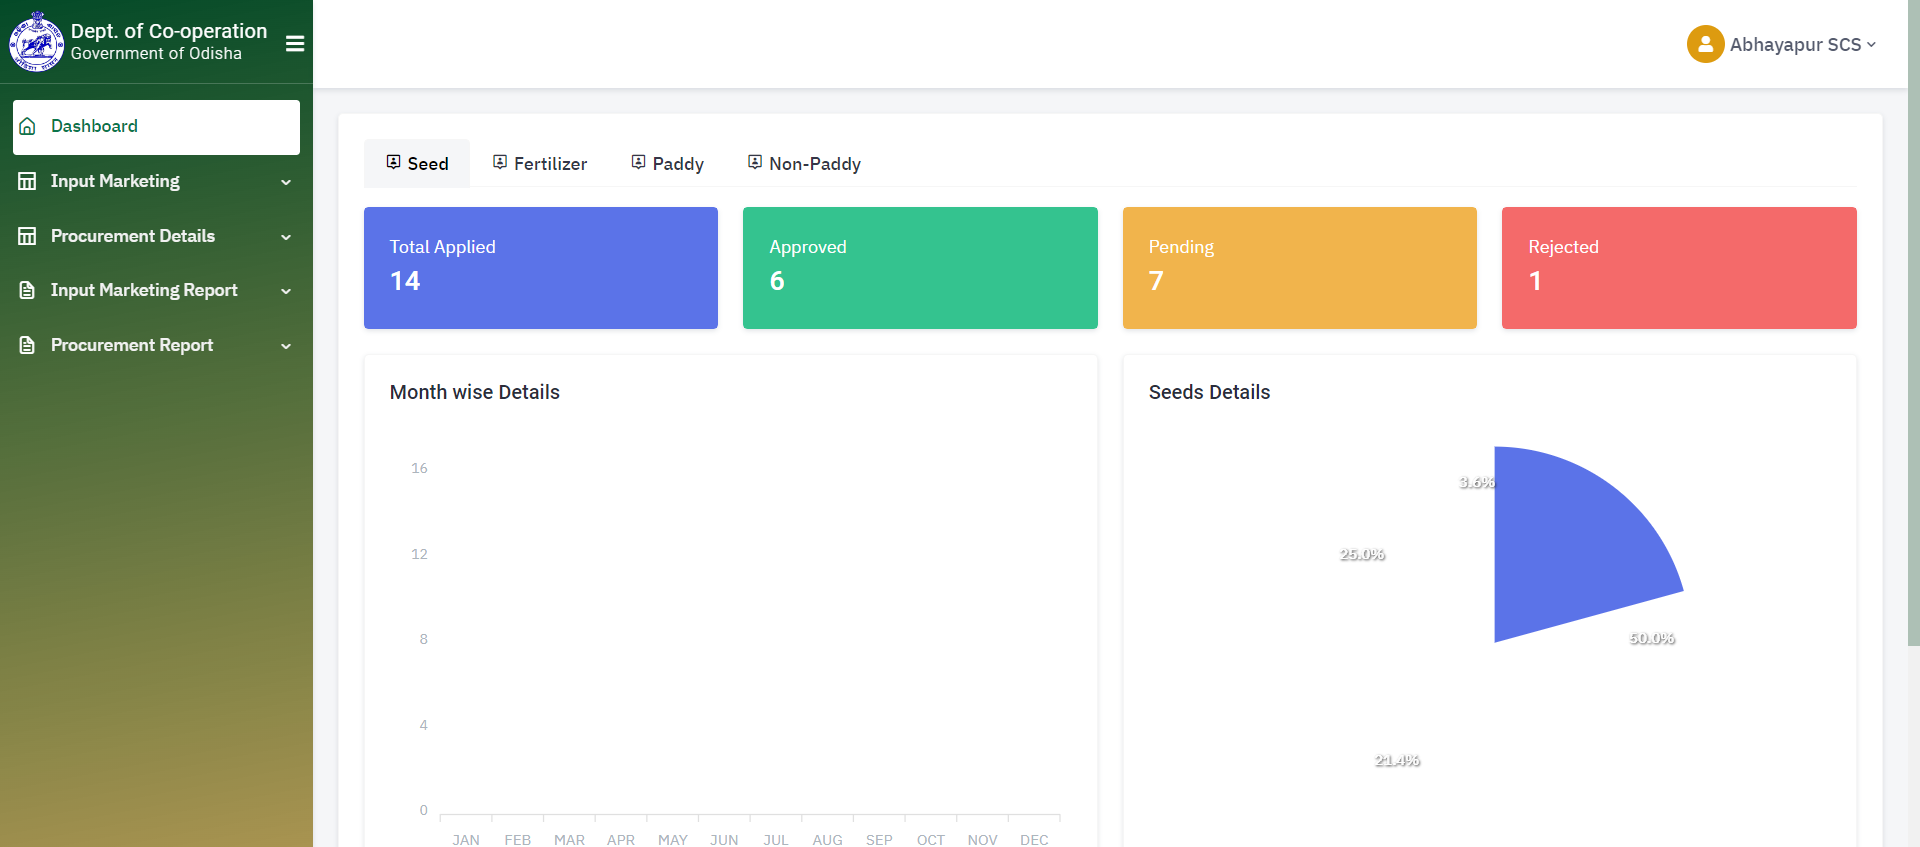 Dept. of Co-operation
Government of Odisha
Abhayapur SCS
Dashboard
Input Marketing
Procurement Details
Input Marketing Report
Procurement Report
Seed
Fertilizer
Paddy
Non-Paddy
Total Applied
14
Approved
6
Pending
7
Rejected
1
Month wise Details
16
12
8
4
0
JAN FEB MAR APR MAY JUN JUL AUG SEP OCT NOV DEC
Seeds Details
3.6%
25.0%
50.0%
21.4%